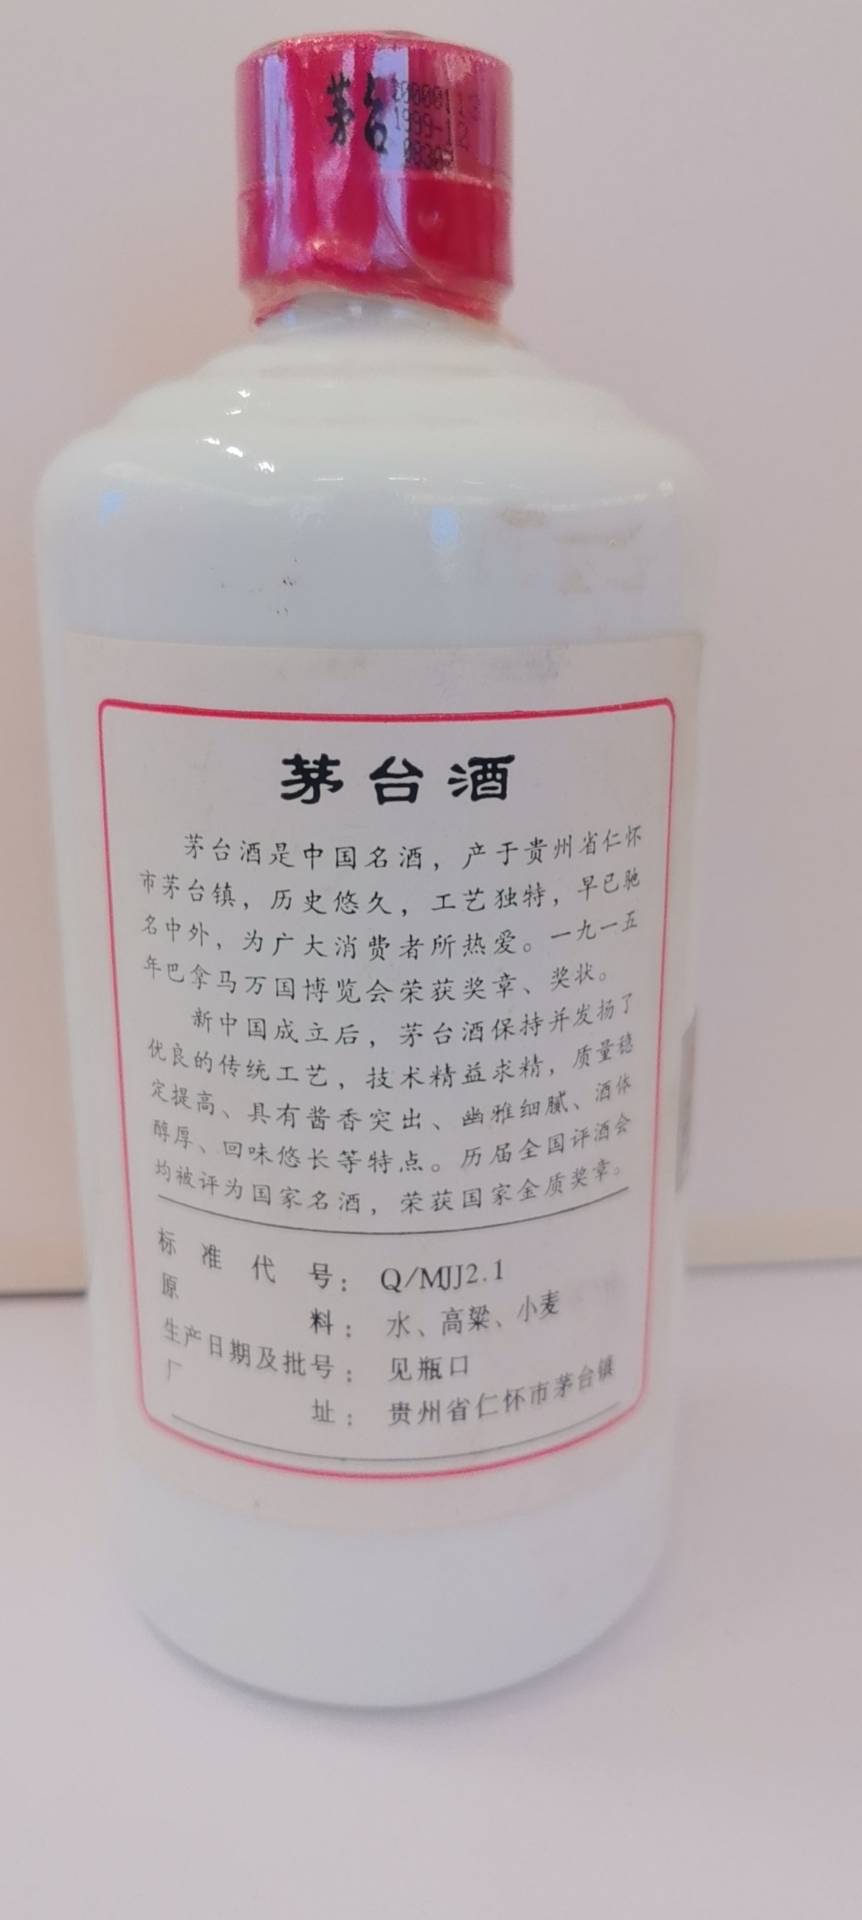 茅台
1999-12
茅台酒
茅台酒是中国名酒，产于贵州省仁怀
市茅台镇，历史悠久，工艺独特，早已驰
名中外，为广大消费者所热爱。一九一五
年巴拿马万国博览会荣获奖章、奖状。
新中国成立后，茅台酒保持并发扬了
优良的传统工艺，技术精益求精，质量稳
定提高、具有酱香突出、幽雅细腻、酒体
醇厚、回味悠长等特点。历届全国评酒会
均被评为国家名酒，荣获国家金质奖章。
标准代号：Q/MJJ2.1
原料：水、高粱、小麦
生产日期及批号：见瓶口
厂址：贵州省仁怀市茅台镇